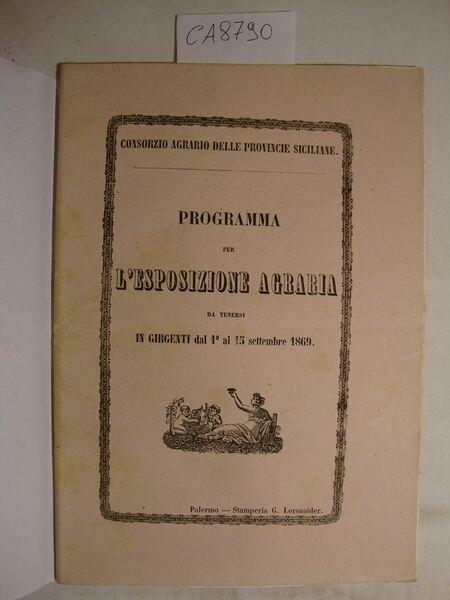 CA8790
CONSORZIO AGRARIO DELLE PROVINCIE SICILIANE.
PROGRAMMA
PER
L'ESPOSIZIONE AGRARIA
DA TENERSI
IN GIRGENTI dal 1º al 15 settembre 1869.
Palermo — Stamperia G. Lorsnaider.